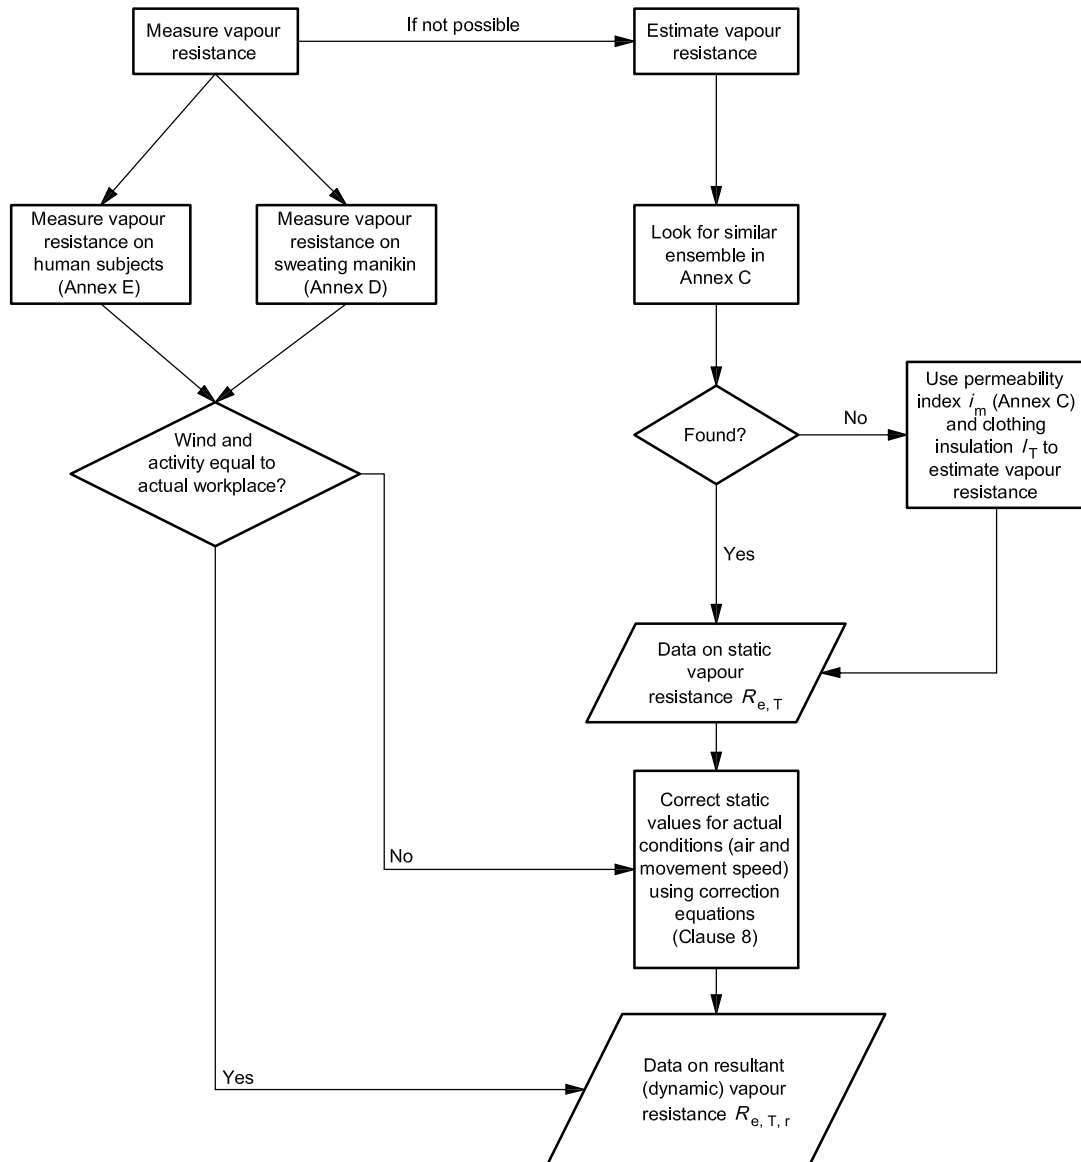 Measure vapour
resistance
If not possible
Estimate vapour
resistance
Measure vapour
resistance on
human subjects
(Annex E)
Measure vapour
resistance on
sweating manikin
(Annex D)
Look for similar
ensemble in
Annex C
Wind and
activity equal to
actual workplace?
Found?
No
Use permeability
index i_m (Annex C)
and clothing
insulation I_T to
estimate vapour
resistance
Yes
Data on static
vapour
resistance R_e, T
No
Correct static
values for actual
conditions (air and
movement speed)
using correction
equations
(Clause 8)
Yes
Data on resultant
(dynamic) vapour
resistance R_e, T, r